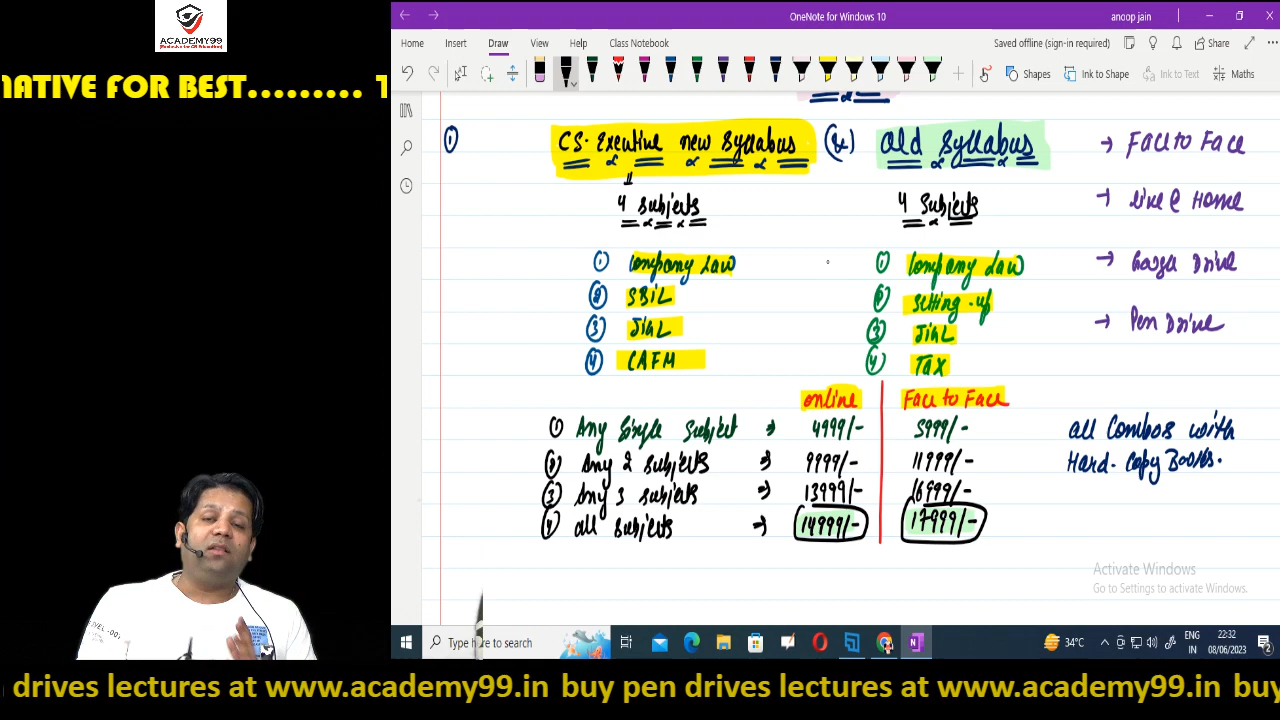 ACADEMY99
NATIVE FOR BEST......... T
OneNote for Windows 10
anoop jain
Home Insert Draw View Help Class Notebook
Saved offline (sign-in required)
Share
Shapes
Ink to Shape
Ink to Text
Maths
① CS-Executive new Syllabus (&) old Syllabus
4 Subjects
4 Subjects
① Company Law
② SBIL
③ JIGL
④ CAFM
① Company Law
② Setting-up
③ JIGL
④ Tax
→ Face to Face
→ Live @ Home
→ Google Drive
→ Pen Drive
online Face to Face
① Any Single Subject ⇒ 4999/- 5999/-
② Any 2 Subjects ⇒ 9999/- 11999/-
③ Any 3 Subjects ⇒ 13999/- 16999/-
④ all Subjects ⇒ 14999/- 17999/-
all Combos with
Hard-Copy Books.
Activate Windows
Go to Settings to activate Windows.
Type here to search
34°C
ENG
IN
22:32
08/06/2023
2
drives lectures at www.academy99.in buy pen drives lectures at www.academy99.in buy